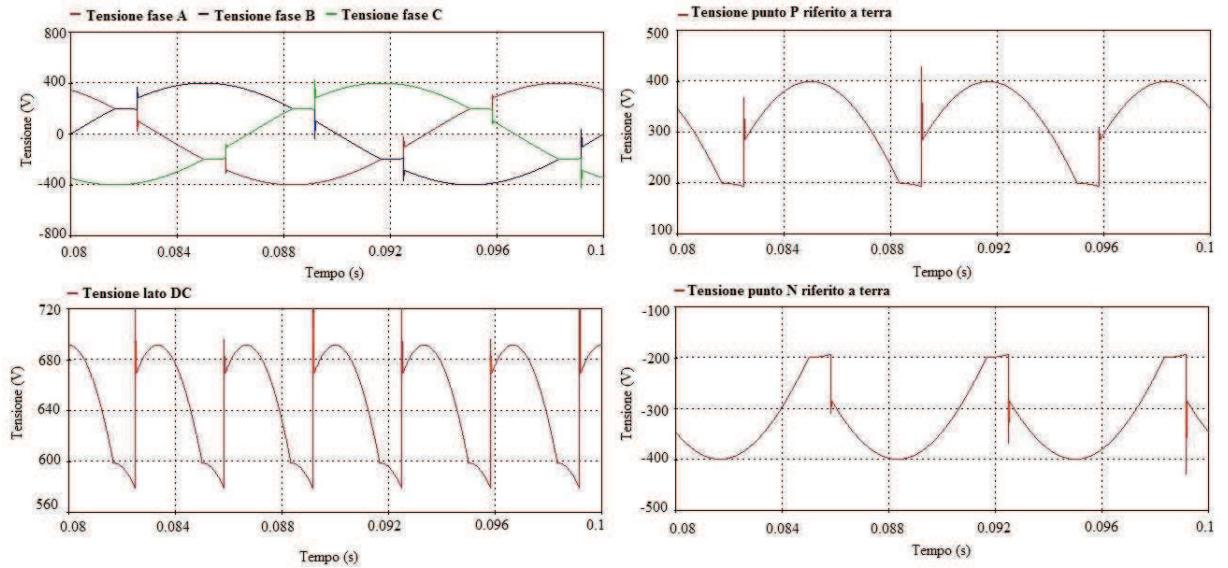 Tensione fase A Tensione fase B Tensione fase C
800
400
0
-400
-800
Tensione (V)
0.08 0.084 0.088 0.092 0.096 0.1
Tempo (s)
Tensione punto P riferito a terra
500
400
300
200
100
Tensione (V)
0.08 0.084 0.088 0.092 0.096 0.1
Tempo (s)
Tensione lato DC
720
680
640
600
560
Tensione (V)
0.08 0.084 0.088 0.092 0.096 0.1
Tempo (s)
Tensione punto N riferito a terra
-100
-200
-300
-400
-500
Tensione (V)
0.08 0.084 0.088 0.092 0.096 0.1
Tempo (s)